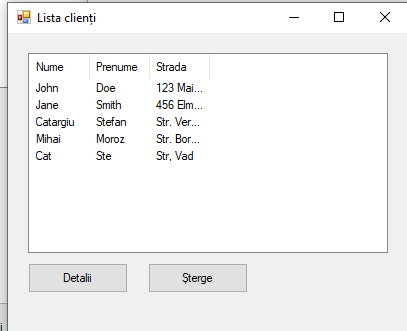 Lista clienți
Nume Prenume Strada
John Doe 123 Mai...
Jane Smith 456 Elm...
Catargiu Stefan Str. Ver...
Mihai Moroz Str. Bor...
Cat Ste Str, Vad
Detalii Șterge